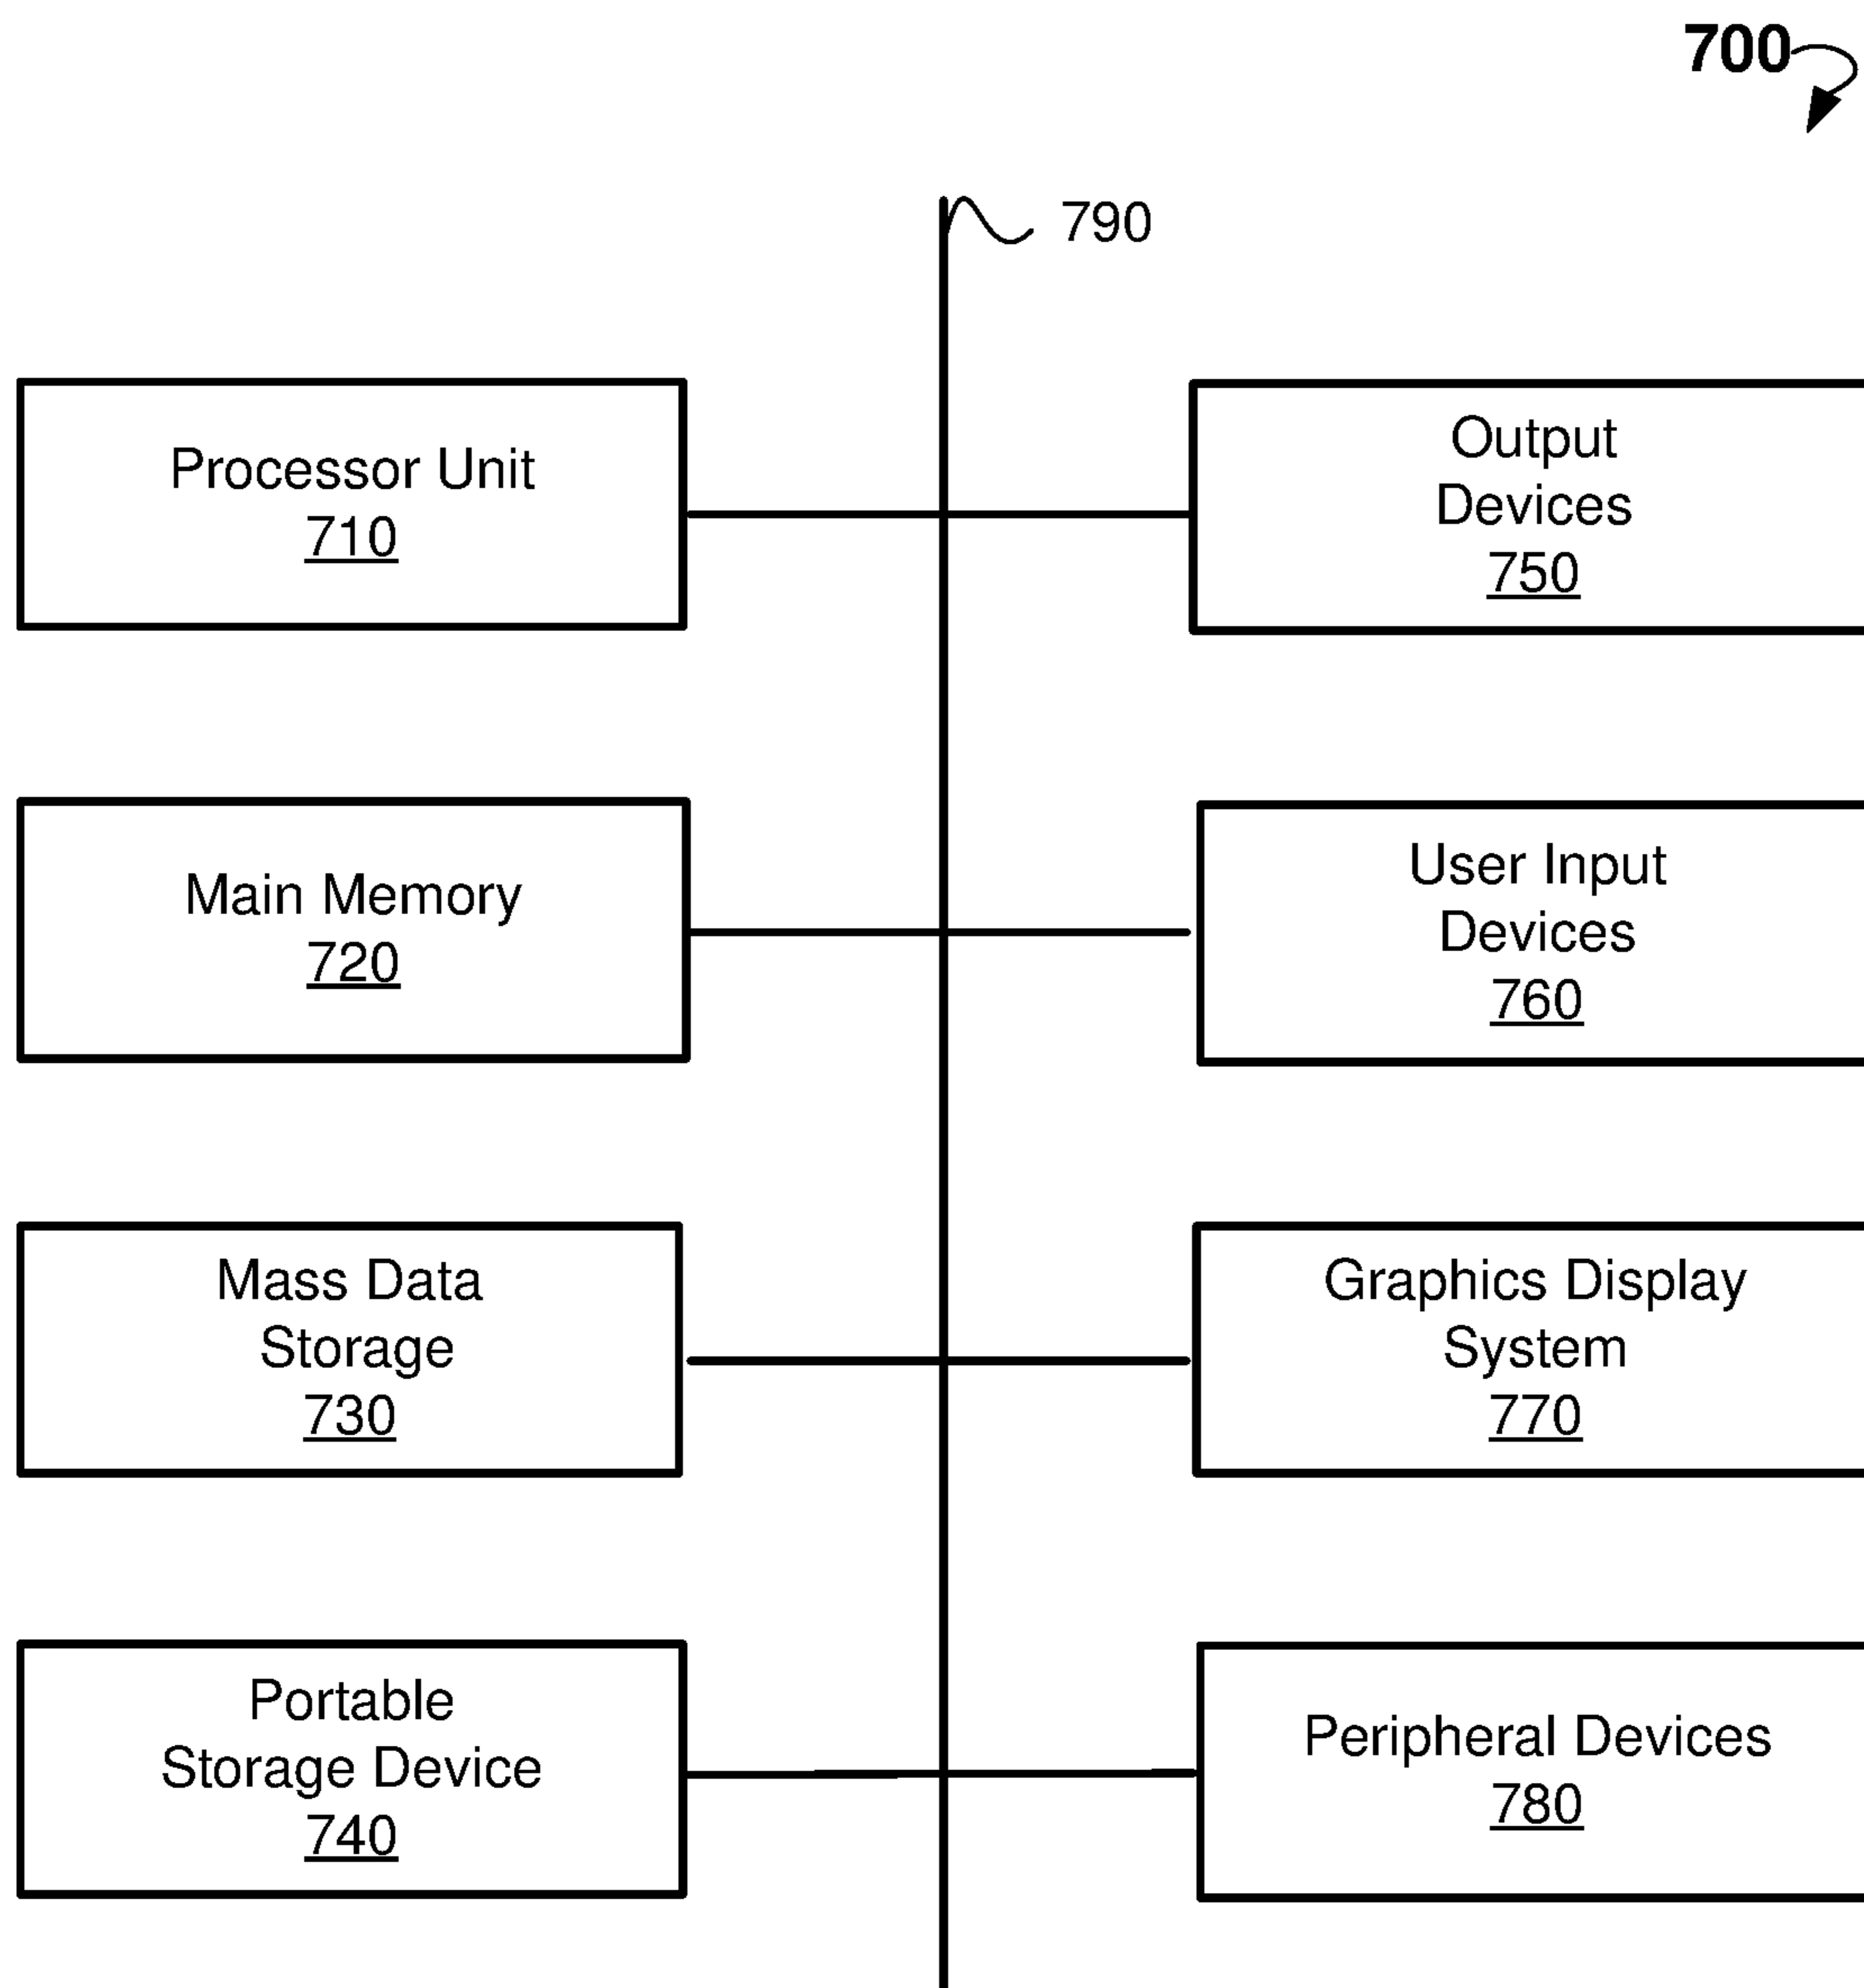 700
790
Processor Unit
710
Output
Devices
750
Main Memory
720
User Input
Devices
760
Mass Data
Storage
730
Graphics Display
System
770
Portable
Storage Device
740
Peripheral Devices
780